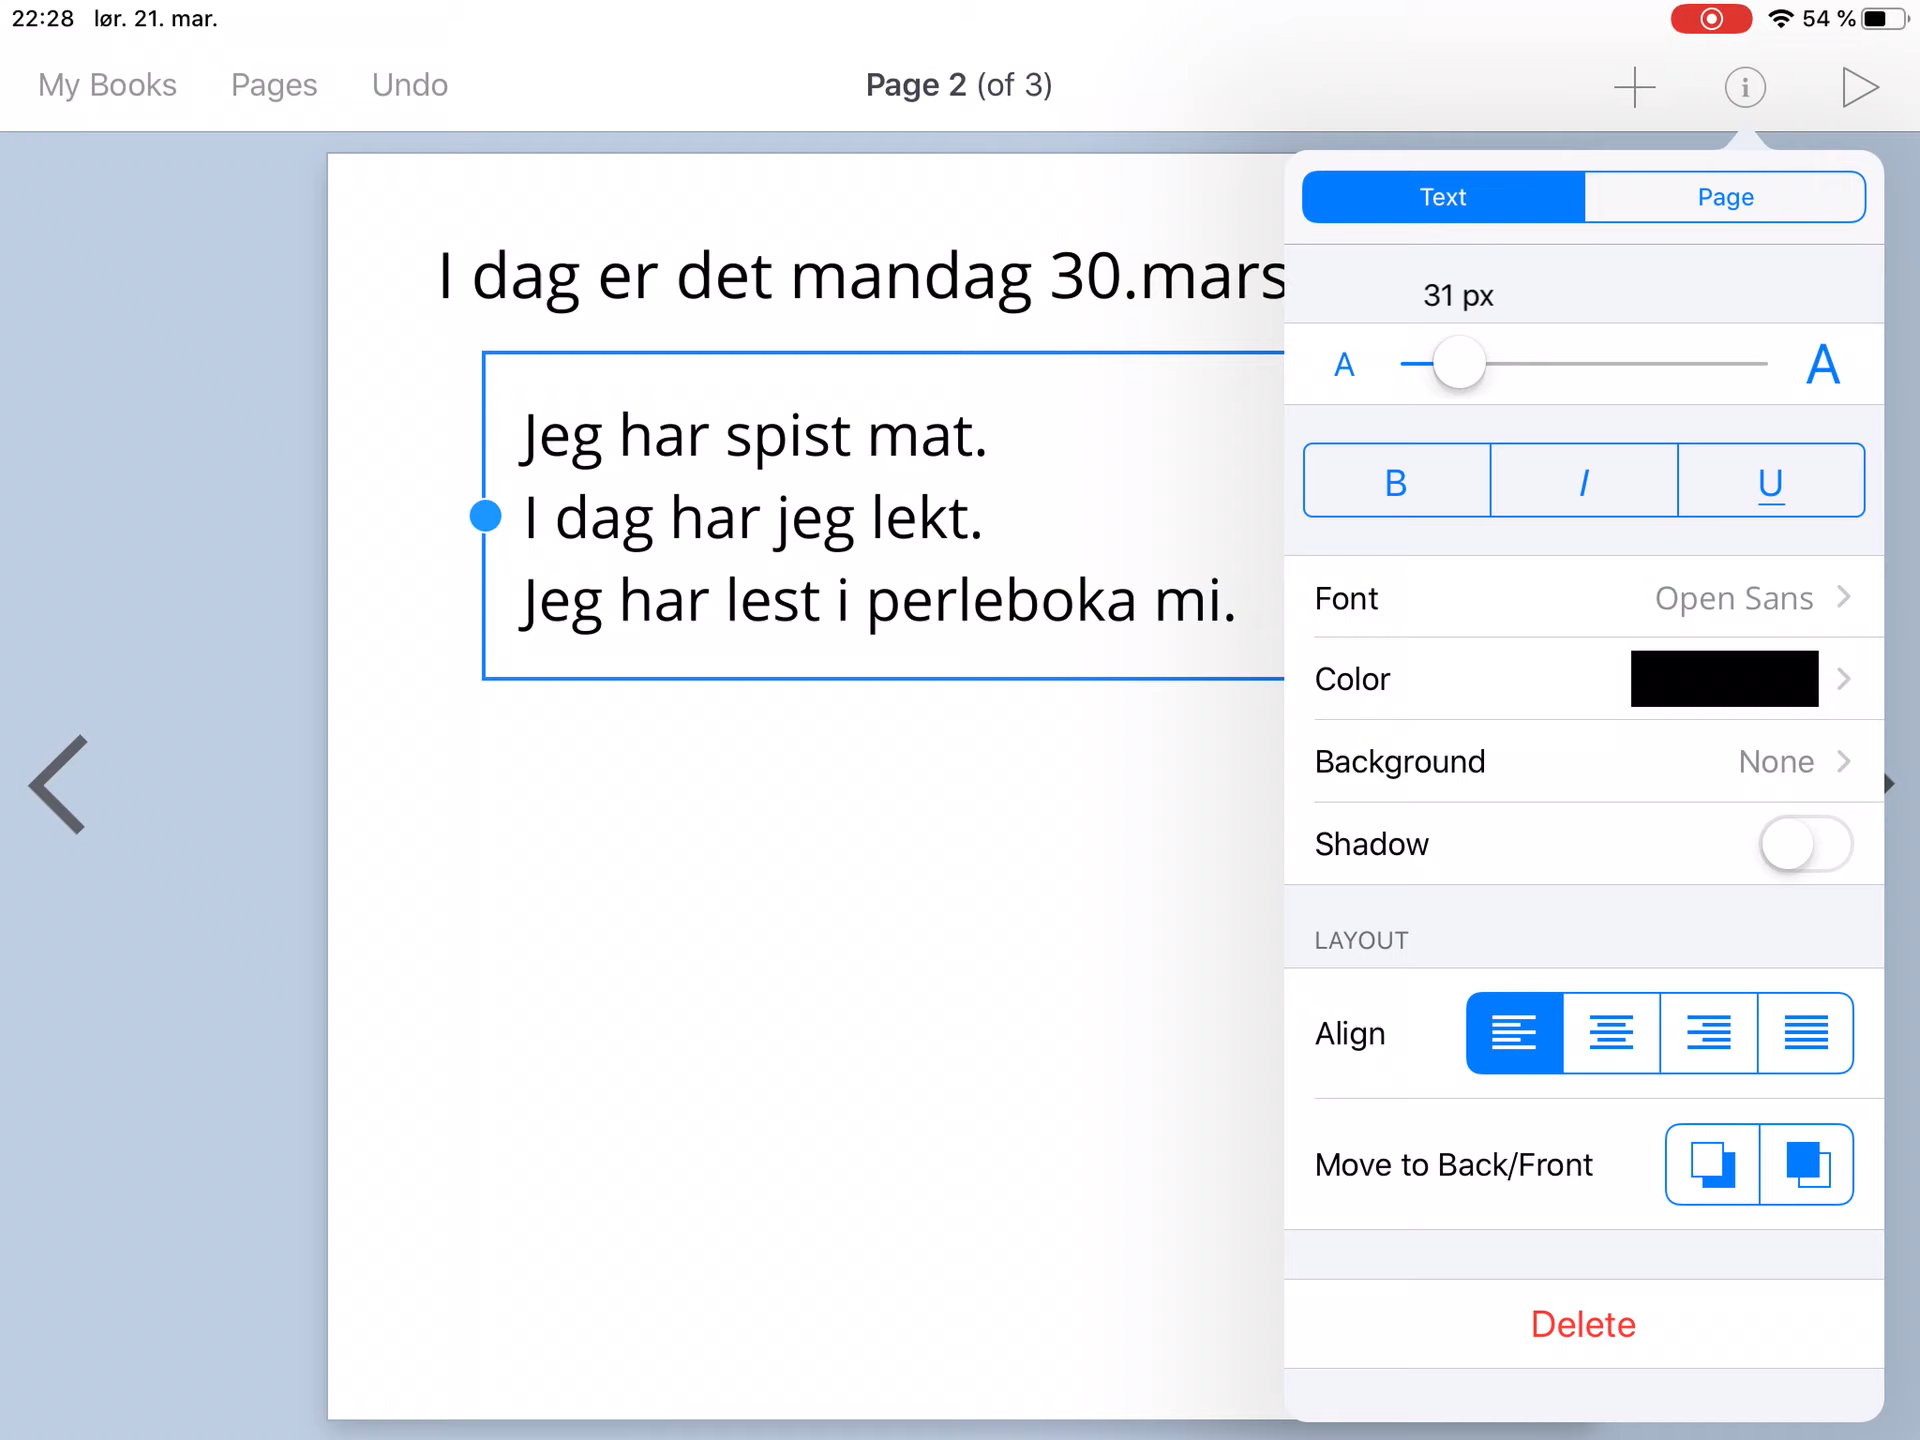 22:28 lør. 21. mar. 54 %
My Books Pages Undo Page 2 (of 3)
Text Page
I dag er det mandag 30.mars
31 px
A A
Jeg har spist mat.
I dag har jeg lekt.
Jeg har lest i perleboka mi.
B I U
Font Open Sans
Color
Background None
Shadow
LAYOUT
Align
Move to Back/Front
Delete